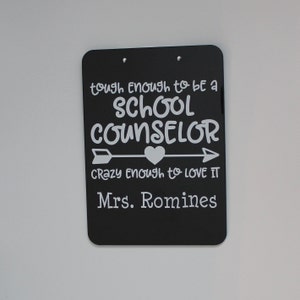 tough enough to be a
SCHOOL
COUNSELOR
CRAZY ENOUGH TO LOVE IT
Mrs. Romines